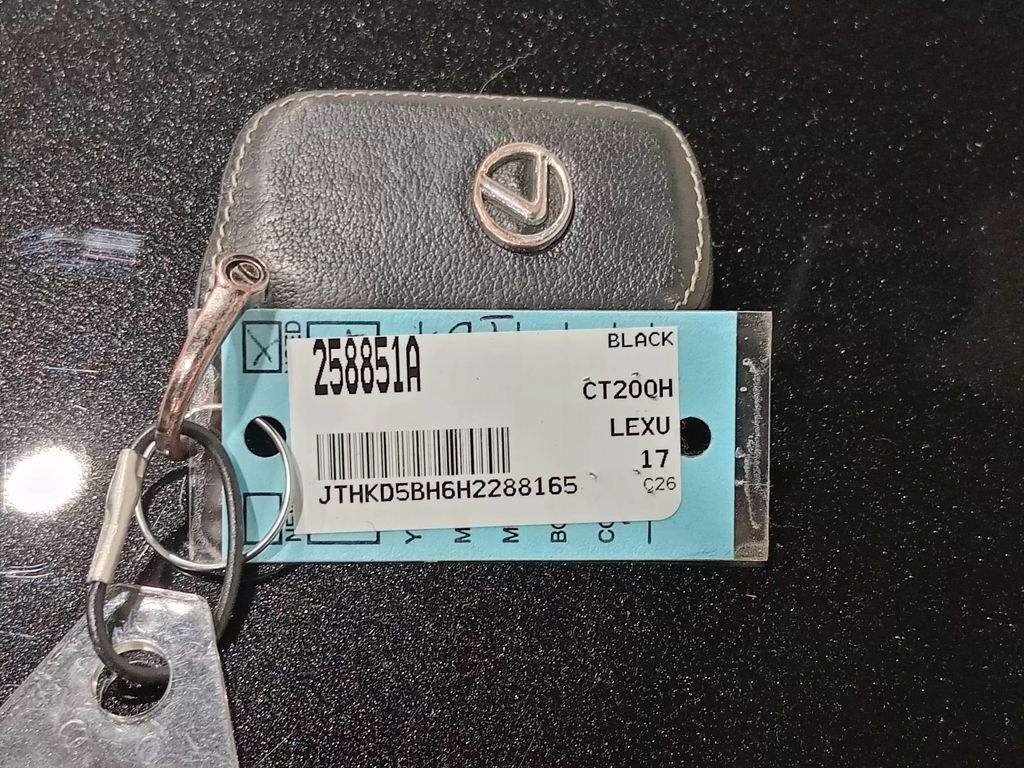 258851A
BLACK
CT200H
LEXU
17
JTHKD5BH6H2288165
C26